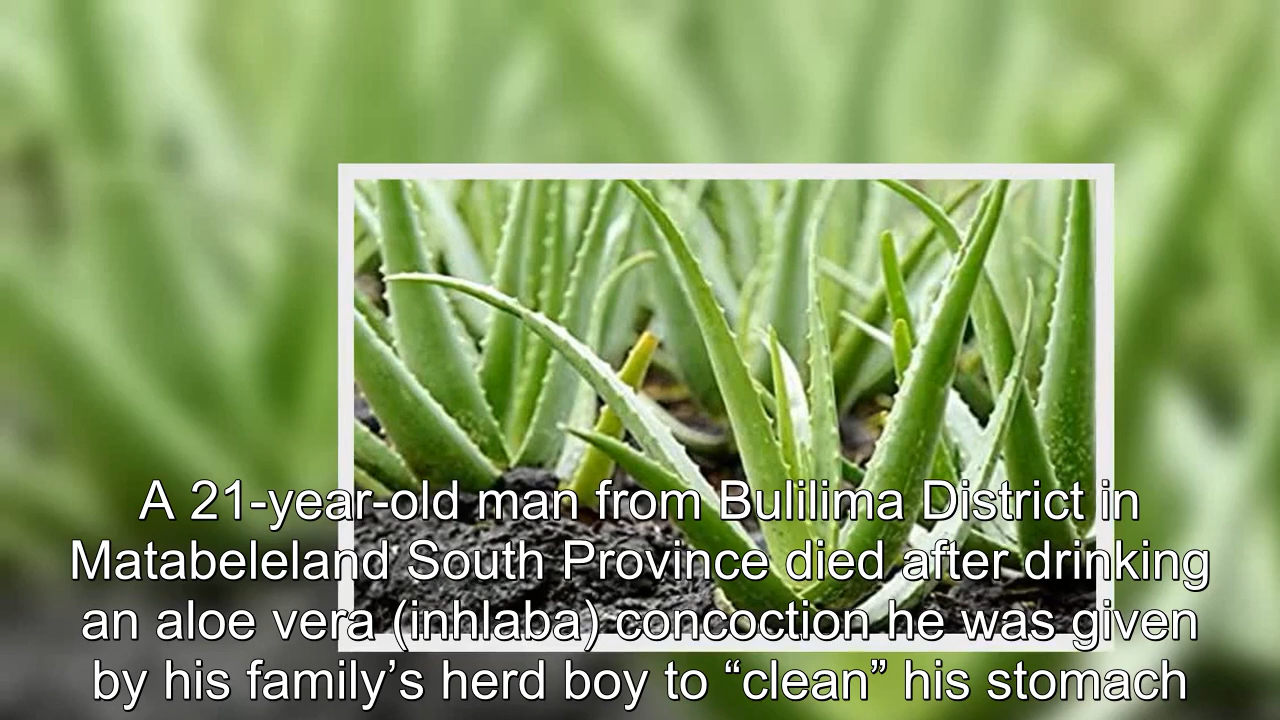 A 21-year-old man from Bulilima District in
Matabeleland South Province died after drinking
an aloe vera (inhlaba) concoction he was given
by his family’s herd boy to “clean” his stomach